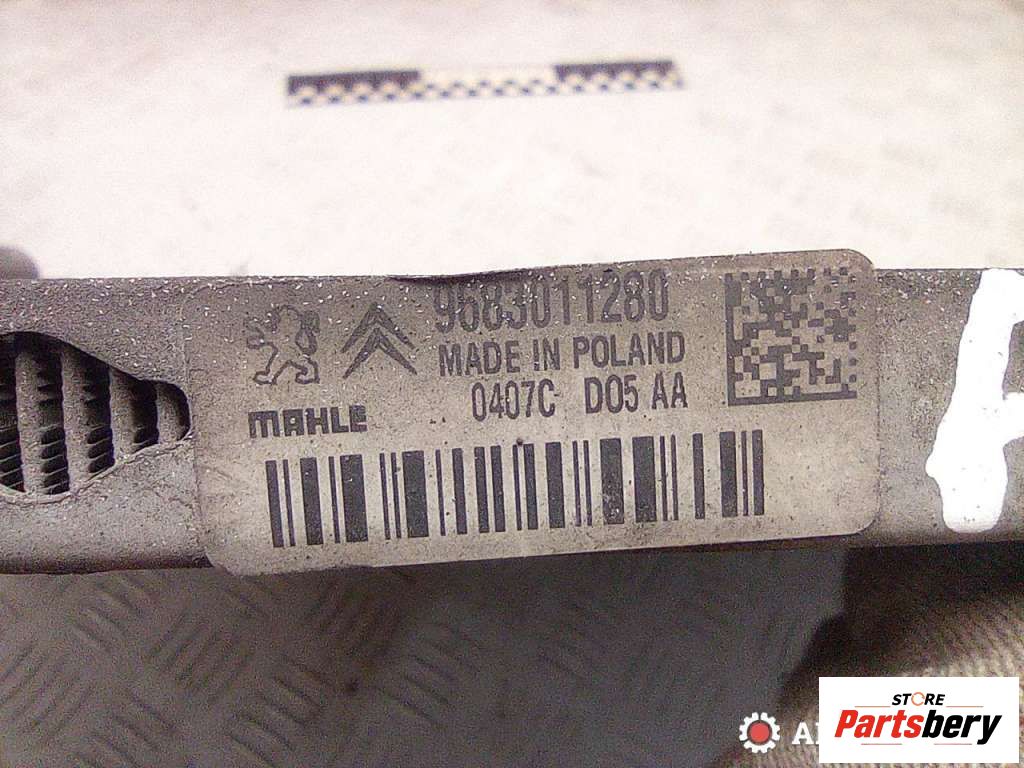 9683011280
MADE IN POLAND
0407C D05 AA
MAHLE
STORE
Partsbery